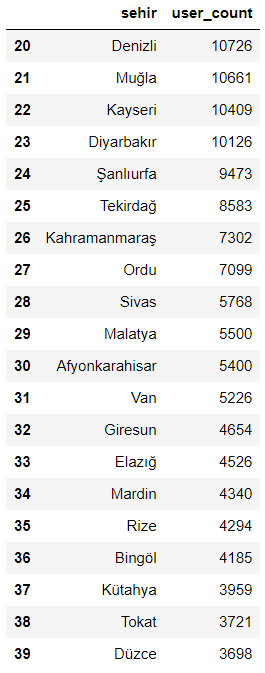 sehir user_count
20 Denizli 10726
21 Muğla 10661
22 Kayseri 10409
23 Diyarbakır 10126
24 Şanlıurfa 9473
25 Tekirdağ 8583
26 Kahramanmaraş 7302
27 Ordu 7099
28 Sivas 5768
29 Malatya 5500
30 Afyonkarahisar 5400
31 Van 5226
32 Giresun 4654
33 Elazığ 4526
34 Mardin 4340
35 Rize 4294
36 Bingöl 4185
37 Kütahya 3959
38 Tokat 3721
39 Düzce 3698